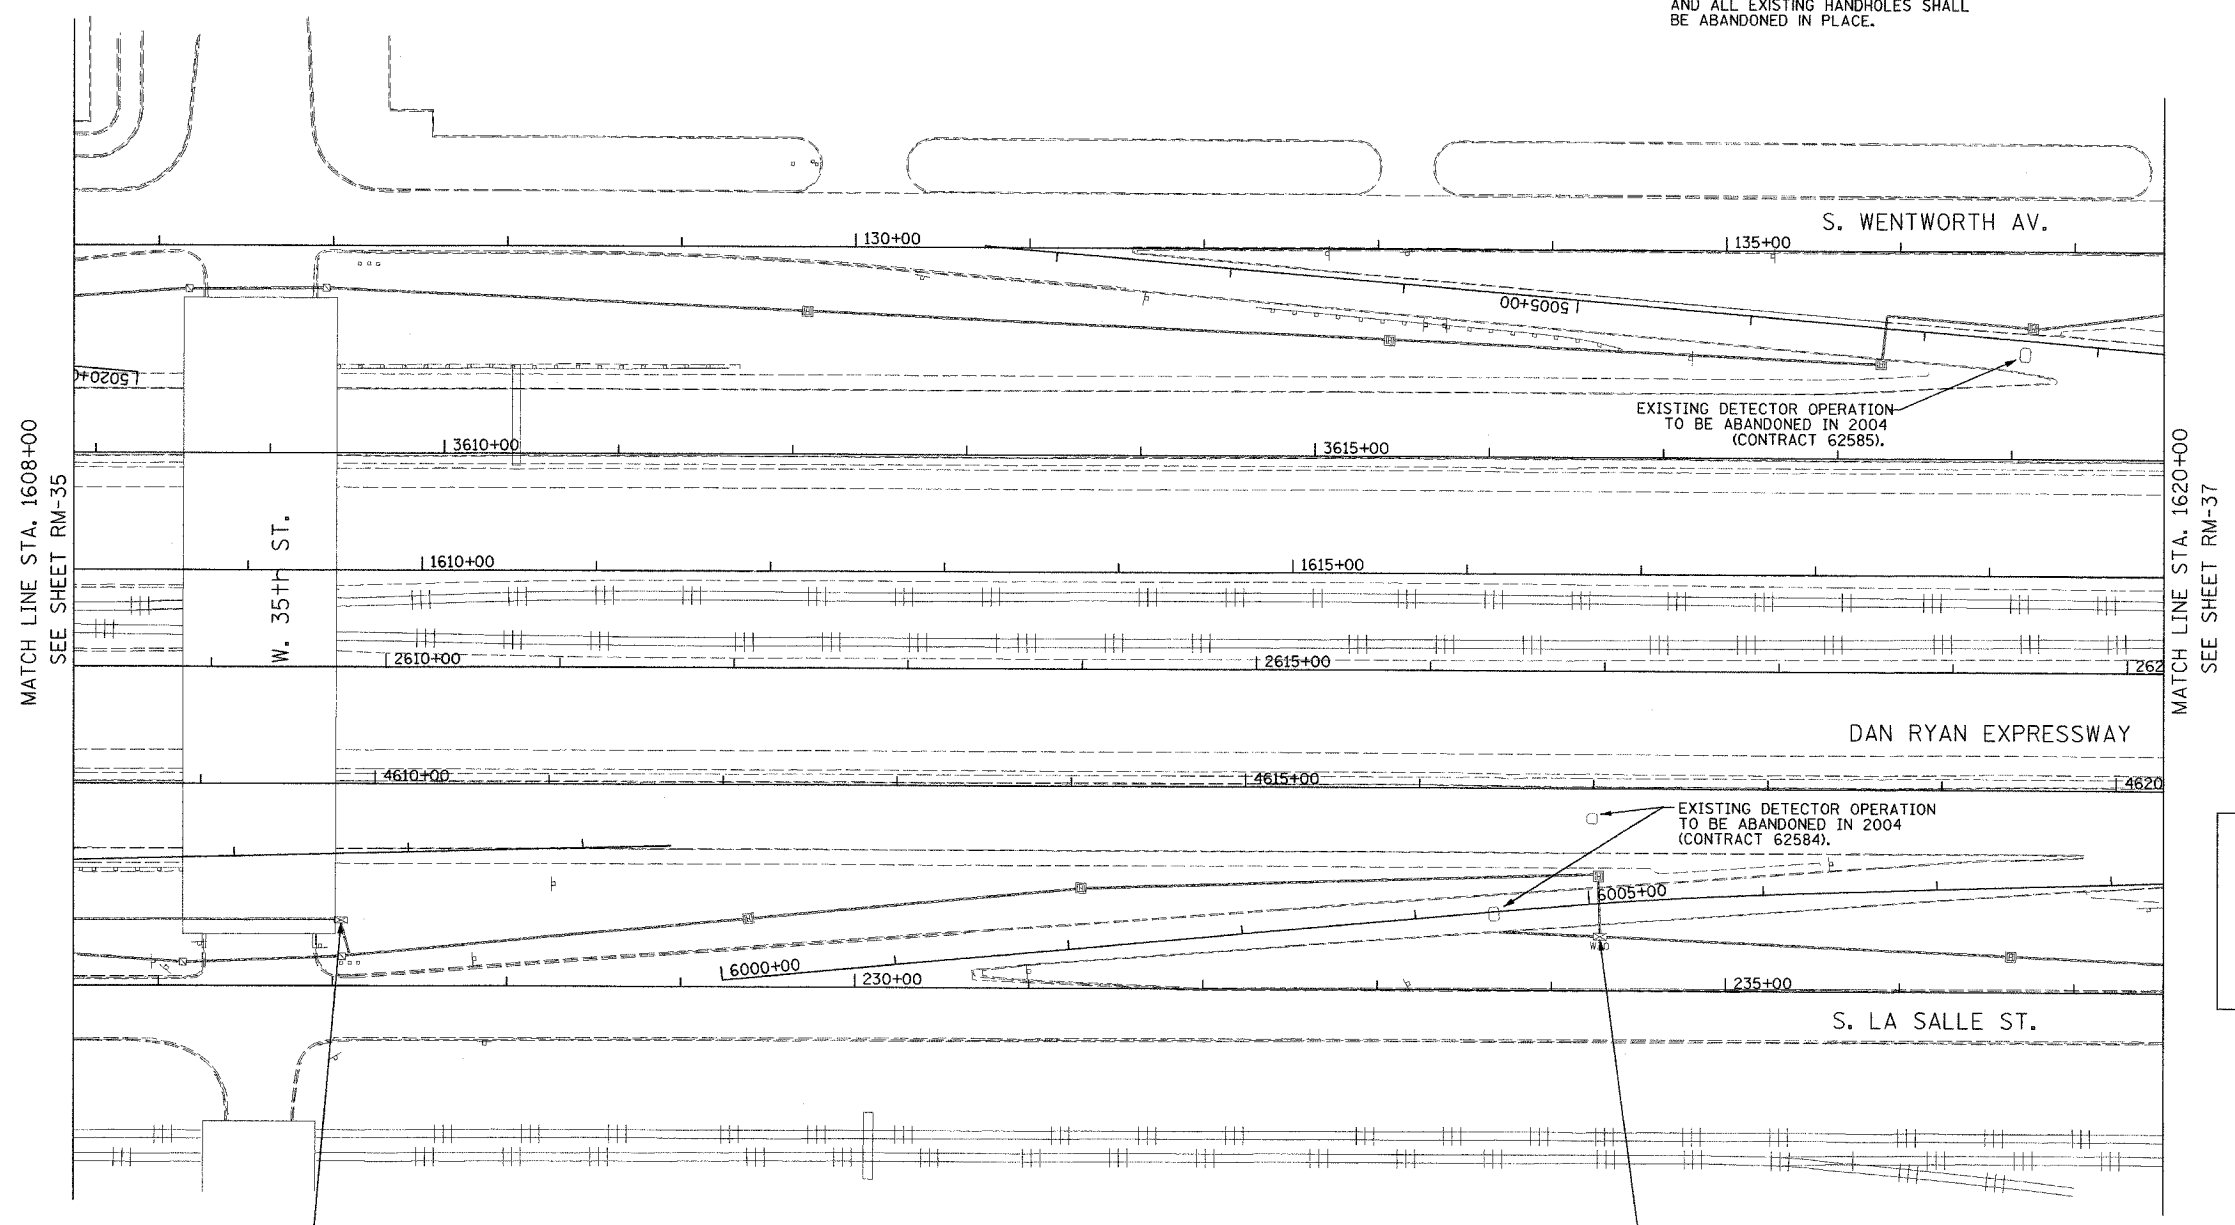 AND ALL EXISTING HANDHOLES SHALL
BE ABANDONED IN PLACE.
S. WENTWORTH AV.
130+00
135+00
5005+00
5020+0
EXISTING DETECTOR OPERATION
TO BE ABANDONED IN 2004
(CONTRACT 62585).
3610+00
3615+00
MATCH LINE STA. 1608+00
SEE SHEET RM-35
W. 35TH ST.
MATCH LINE STA. 1620+00
SEE SHEET RM-37
1610+00
1615+00
2610+00
2615+00
262
DAN RYAN EXPRESSWAY
4610+00
4615+00
4620
EXISTING DETECTOR OPERATION
TO BE ABANDONED IN 2004
(CONTRACT 62584).
6005+00
6000+00
230+00
235+00
S. LA SALLE ST.